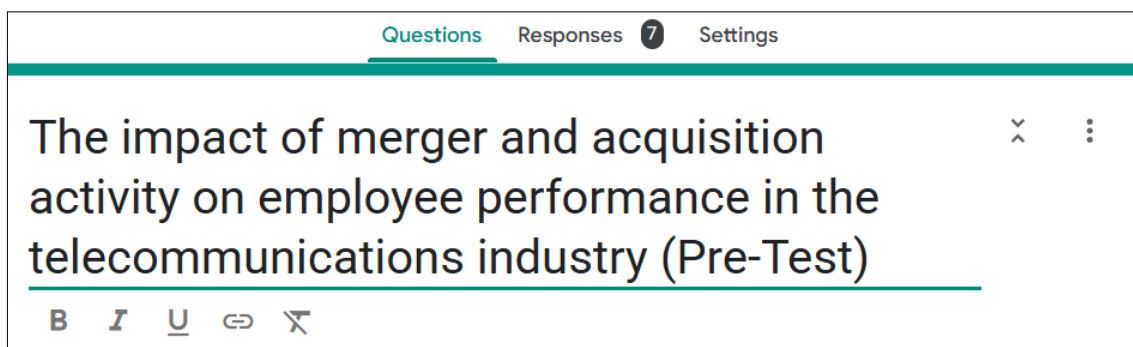 Questions Responses 7 Settings
The impact of merger and acquisition
activity on employee performance in the
telecommunications industry (Pre-Test)
B I U